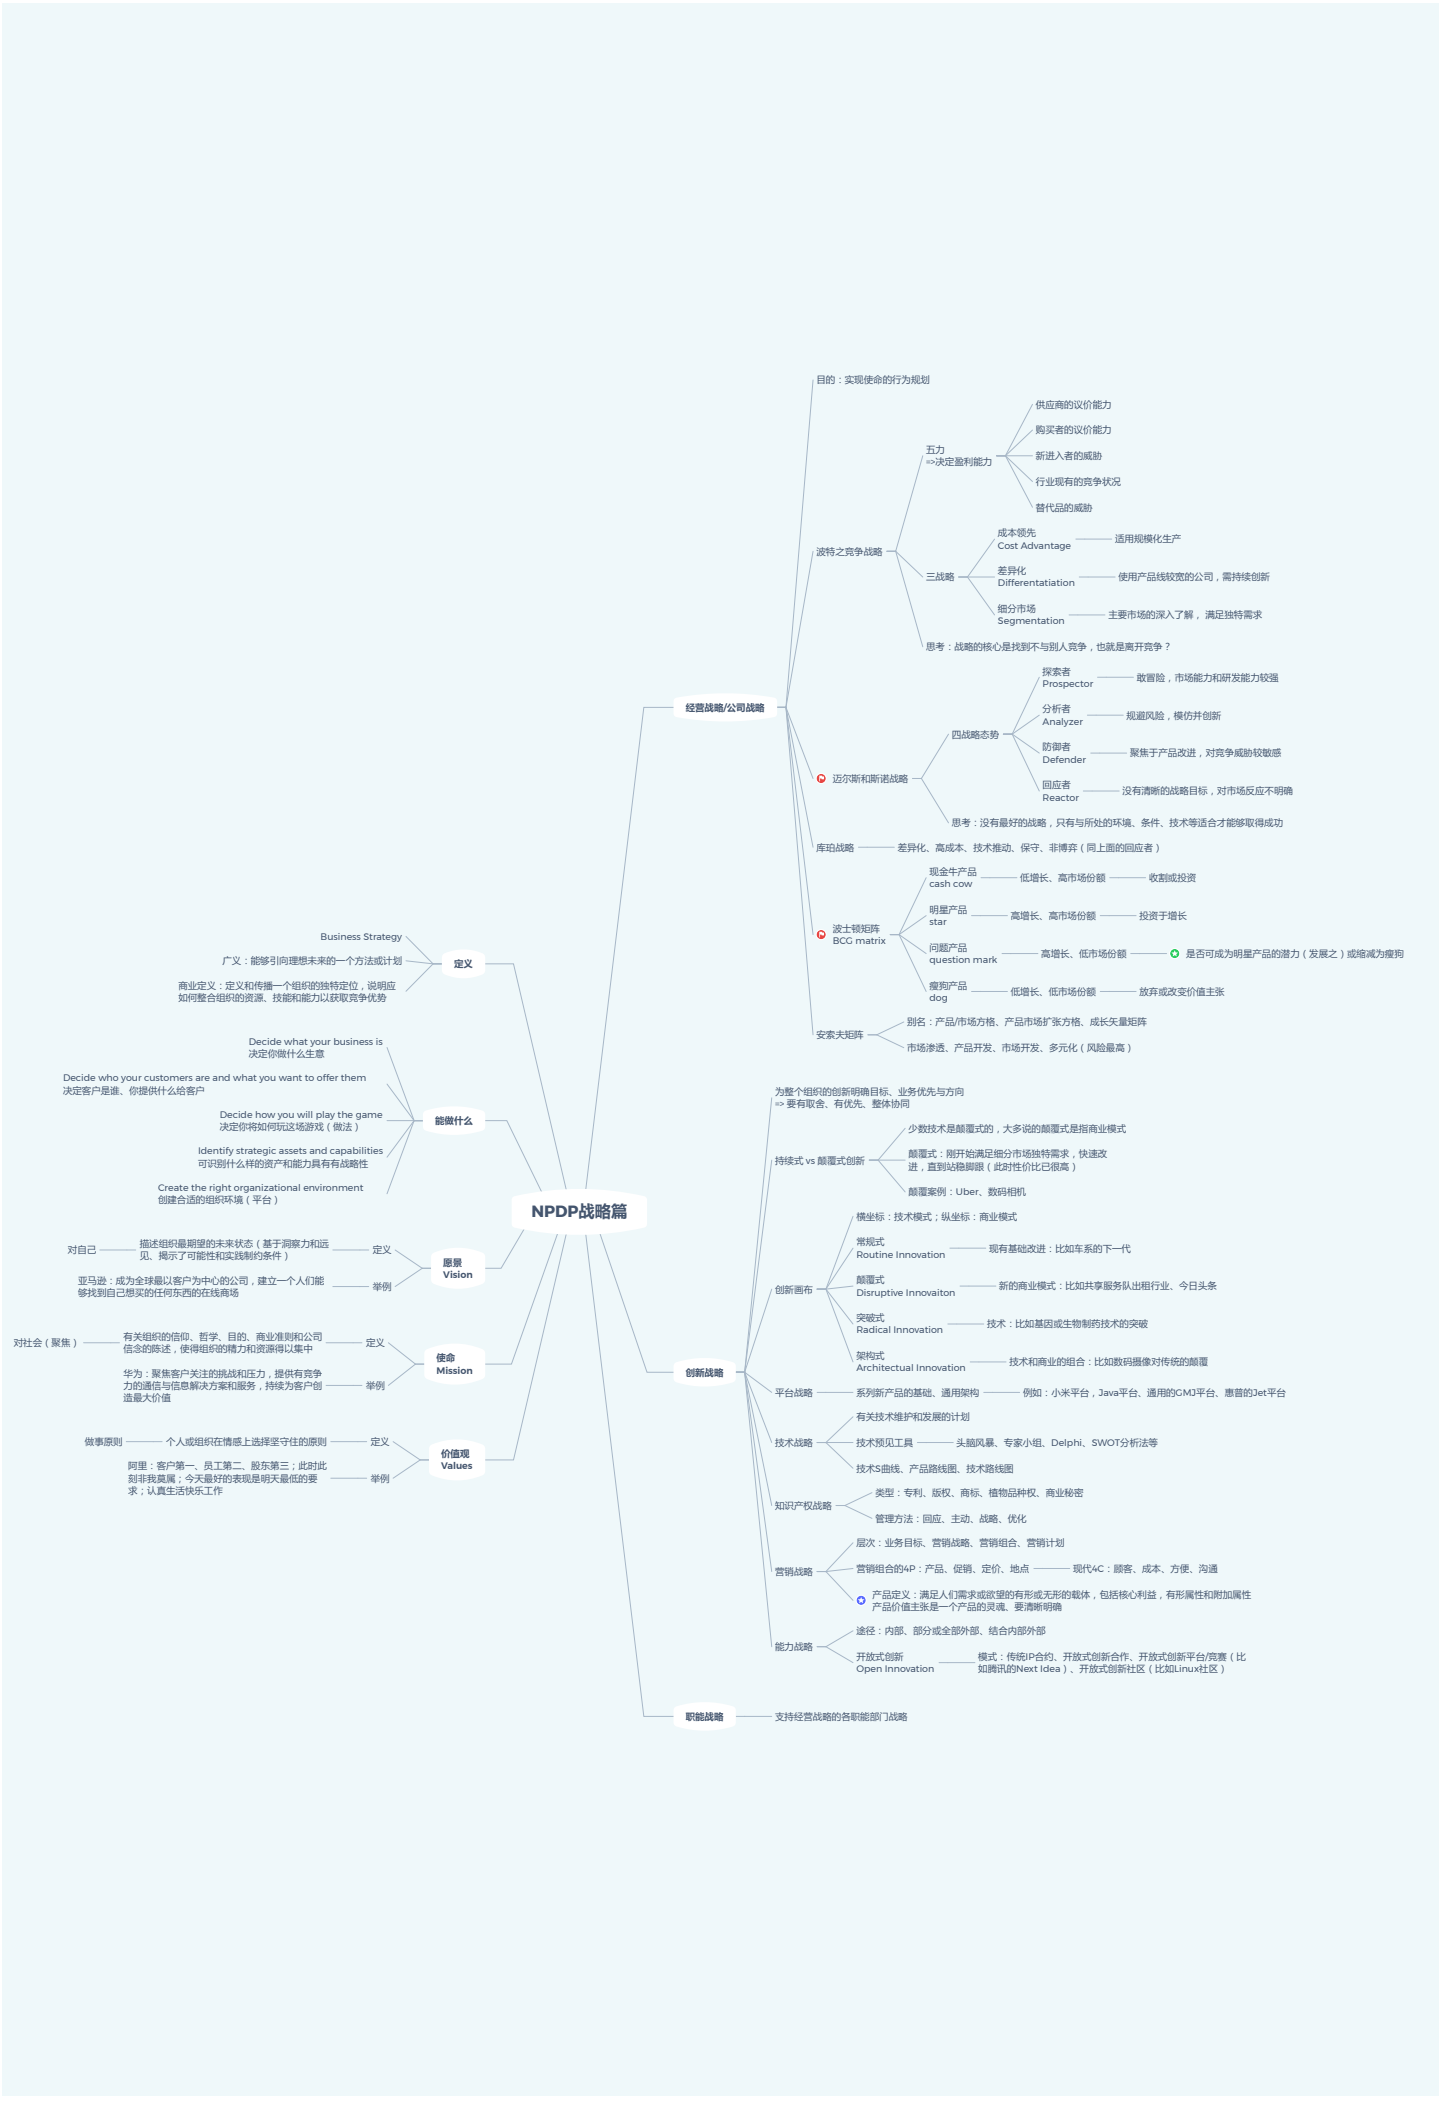 NPDP战略篇
定义
Business Strategy
广义：能够引向理想未来的一个方法或计划
商业定义：定义和传播一个组织的独特定位，说明应
如何整合组织的资源、技能和能力以获取竞争优势
能做什么
Decide what your business is
决定你做什么生意
Decide who your customers are and what you want to offer them
决定客户是谁、你提供什么给客户
Decide how you will play the game
决定你将如何玩这场游戏（做法）
Identify strategic assets and capabilities
可识别什么样的资产和能力具有有战略性
Create the right organizational environment
创建合适的组织环境（平台）
愿景
Vision
定义
描述组织最期望的未来状态（基于洞察力和远
见、揭示了可能性和实践制约条件）
对自己
举例
亚马逊：成为全球最以客户为中心的公司，建立一个人们能
够找到自己想买的任何东西的在线商场
使命
Mission
定义
有关组织的信仰、哲学、目的、商业准则和公司
信念的陈述，使得组织的精力和资源得以集中
对社会（聚焦）
举例
华为：聚焦客户关注的挑战和压力，提供有竞争
力的通信与信息解决方案和服务，持续为客户创
造最大价值
价值观
Values
定义
个人或组织在情感上选择坚守住的原则
做事原则
举例
阿里：客户第一、员工第二、股东第三；此时此
刻非我莫属；今天最好的表现是明天最低的要
求；认真生活快乐工作
经营战略/公司战略
目的：实现使命的行为规划
波特之竞争战略
五力
=>决定盈利能力
供应商的议价能力
购买者的议价能力
新进入者的威胁
行业现有的竞争状况
替代品的威胁
三战略
成本领先
Cost Advantage
适用规模化生产
差异化
Differentatiation
使用产品线较宽的公司，需持续创新
细分市场
Segmentation
主要市场的深入了解， 满足独特需求
思考：战略的核心是找到不与别人竞争，也就是离开竞争？
迈尔斯和斯诺战略
四战略态势
探索者
Prospector
敢冒险，市场能力和研发能力较强
分析者
Analyzer
规避风险，模仿并创新
防御者
Defender
聚焦于产品改进，对竞争威胁较敏感
回应者
Reactor
没有清晰的战略目标，对市场反应不明确
思考：没有最好的战略，只有与所处的环境、条件、技术等适合才能够取得成功
库珀战略
差异化、高成本、技术推动、保守、非博弈（同上面的回应者）
波士顿矩阵
BCG matrix
现金牛产品
cash cow
低增长、高市场份额
收割或投资
明星产品
star
高增长、高市场份额
投资于增长
问题产品
question mark
高增长、低市场份额
是否可成为明星产品的潜力（发展之）或缩减为瘦狗
瘦狗产品
dog
低增长、低市场份额
放弃或改变价值主张
安索夫矩阵
别名：产品/市场方格、产品市场扩张方格、成长矢量矩阵
市场渗透、产品开发、市场开发、多元化（风险最高）
创新战略
为整个组织的创新明确目标、业务优先与方向
=> 要有取舍、有优先、整体协同
持续式 vs 颠覆式创新
少数技术是颠覆式的，大多说的颠覆式是指商业模式
颠覆式：刚开始满足细分市场独特需求，快速改
进，直到站稳脚跟（此时性价比已很高）
颠覆案例：Uber、数码相机
创新画布
横坐标：技术模式；纵坐标：商业模式
常规式
Routine Innovation
现有基础改进：比如车系的下一代
颠覆式
Disruptive Innovaiton
新的商业模式：比如共享服务队出租行业、今日头条
突破式
Radical Innovation
技术：比如基因或生物制药技术的突破
架构式
Architectual Innovation
技术和商业的组合：比如数码摄像对传统的颠覆
平台战略
系列新产品的基础、通用架构
例如：小米平台，Java平台、通用的GMJ平台、惠普的Jet平台
技术战略
有关技术维护和发展的计划
技术预见工具
头脑风暴、专家小组、Delphi、SWOT分析法等
技术S曲线、产品路线图、技术路线图
知识产权战略
类型：专利、版权、商标、植物品种权、商业秘密
管理方法：回应、主动、战略、优化
营销战略
层次：业务目标、营销战略、营销组合、营销计划
营销组合的4P：产品、促销、定价、地点
现代4C：顾客、成本、方便、沟通
产品定义：满足人们需求或欲望的有形或无形的载体，包括核心利益，有形属性和附加属性
产品价值主张是一个产品的灵魂、要清晰明确
能力战略
途径：内部、部分或全部外部、结合内部外部
开放式创新
Open Innovation
模式：传统IP合约、开放式创新合作、开放式创新平台/竞赛（比
如腾讯的Next Idea）、开放式创新社区（比如Linux社区）
职能战略
支持经营战略的各职能部门战略